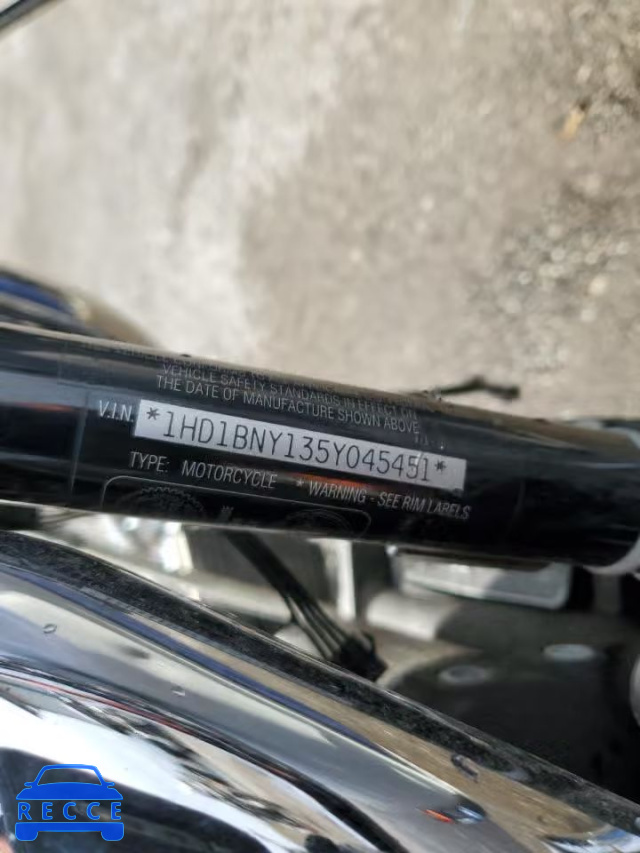 VEHICLE SAFETY STANDARDS IN EFFECT ON
THE DATE OF MANUFACTURE SHOWN ABOVE
V.I.N. *1HD1BNY135Y045451*
TYPE: MOTORCYCLE * WARNING - SEE RIM LABELS
RECCE